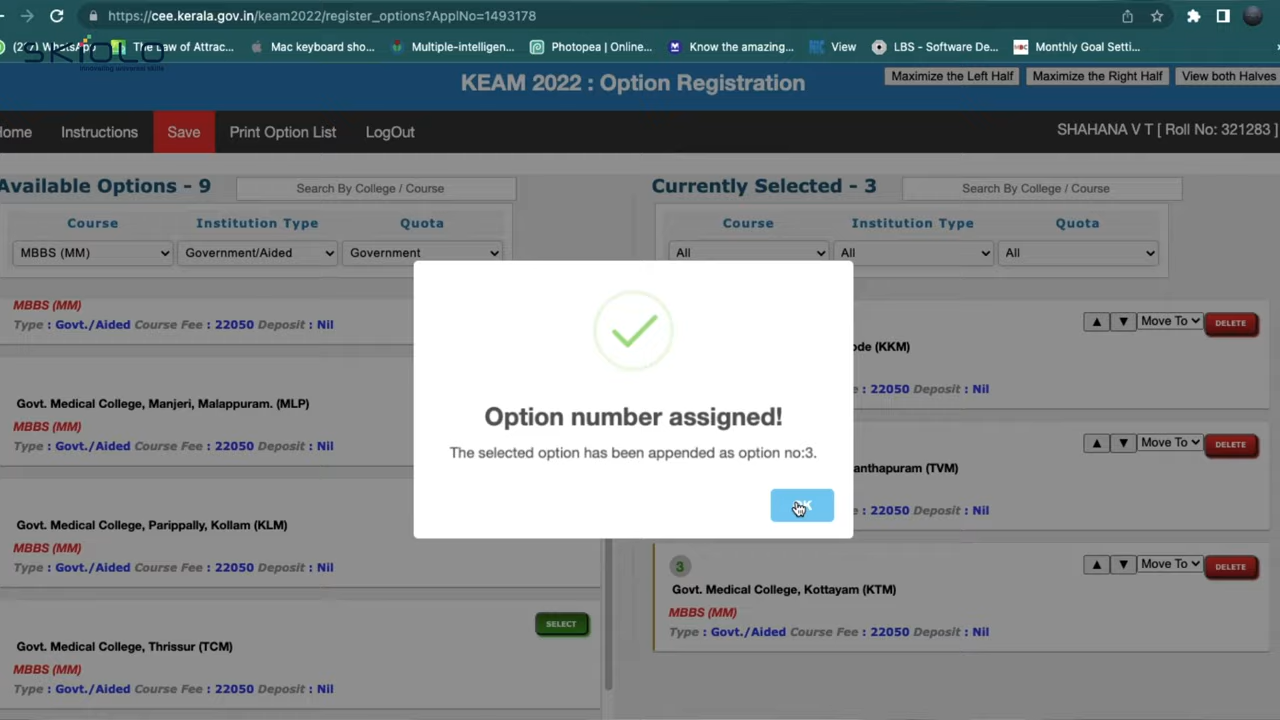 https://cee.kerala.gov.in/keam2022/register_options?ApplNo=1493178
WhatsApp
The Law of Attrac...
Mac keyboard sho...
Multiple-intelligen...
Photopea | Online...
Know the amazing...
View
LBS - Software De...
Monthly Goal Setti...
SKIOLO
KEAM 2022 : Option Registration
Maximize the Left Half
Maximize the Right Half
View both Halves
Home
Instructions
Save
Print Option List
LogOut
SHAHANA V T [ Roll No: 321283 ]
Available Options - 9
Search By College / Course
Course
Institution Type
Quota
MBBS (MM)
Government/Aided
Government
MBBS (MM)
Type : Govt./Aided Course Fee : 22050 Deposit : Nil
Govt. Medical College, Manjeri, Malappuram. (MLP)
MBBS (MM)
Type : Govt./Aided Course Fee : 22050 Deposit : Nil
Govt. Medical College, Parippally, Kollam (KLM)
MBBS (MM)
Type : Govt./Aided Course Fee : 22050 Deposit : Nil
SELECT
Govt. Medical College, Thrissur (TCM)
MBBS (MM)
Type : Govt./Aided Course Fee : 22050 Deposit : Nil
Option number assigned!
The selected option has been appended as option no:3.
Currently Selected - 3
Search By College / Course
Course
Institution Type
Quota
All
All
All
Move To
DELETE
ode (KKM)
e : 22050 Deposit : Nil
Move To
DELETE
anthapuram (TVM)
e : 22050 Deposit : Nil
3
Move To
DELETE
Govt. Medical College, Kottayam (KTM)
MBBS (MM)
Type : Govt./Aided Course Fee : 22050 Deposit : Nil